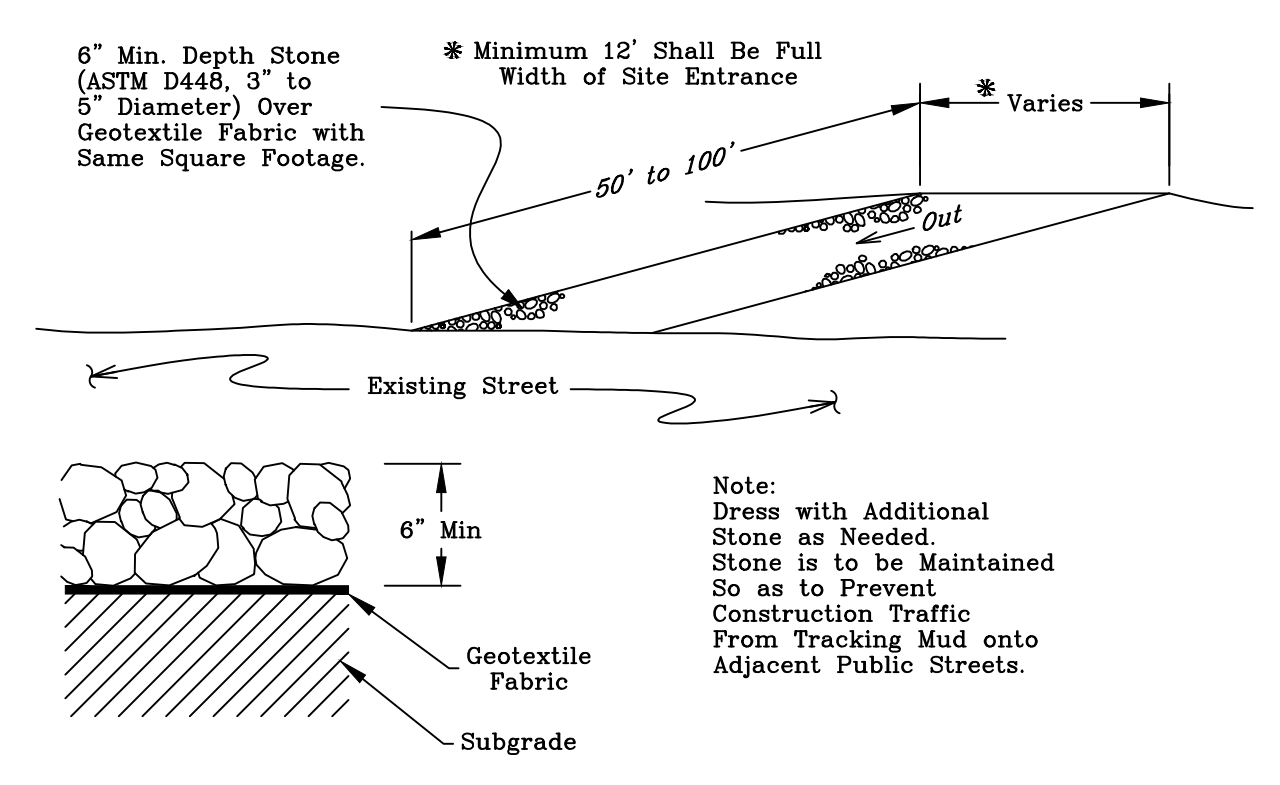 6” Min. Depth Stone
(ASTM D448, 3” to
5” Diameter) Over
Geotextile Fabric with
Same Square Footage.
* Minimum 12’ Shall Be Full
Width of Site Entrance
* Varies
50’ to 100’
Out
Existing Street
6” Min
Geotextile
Fabric
Subgrade
Note:
Dress with Additional
Stone as Needed.
Stone is to be Maintained
So as to Prevent
Construction Traffic
From Tracking Mud onto
Adjacent Public Streets.